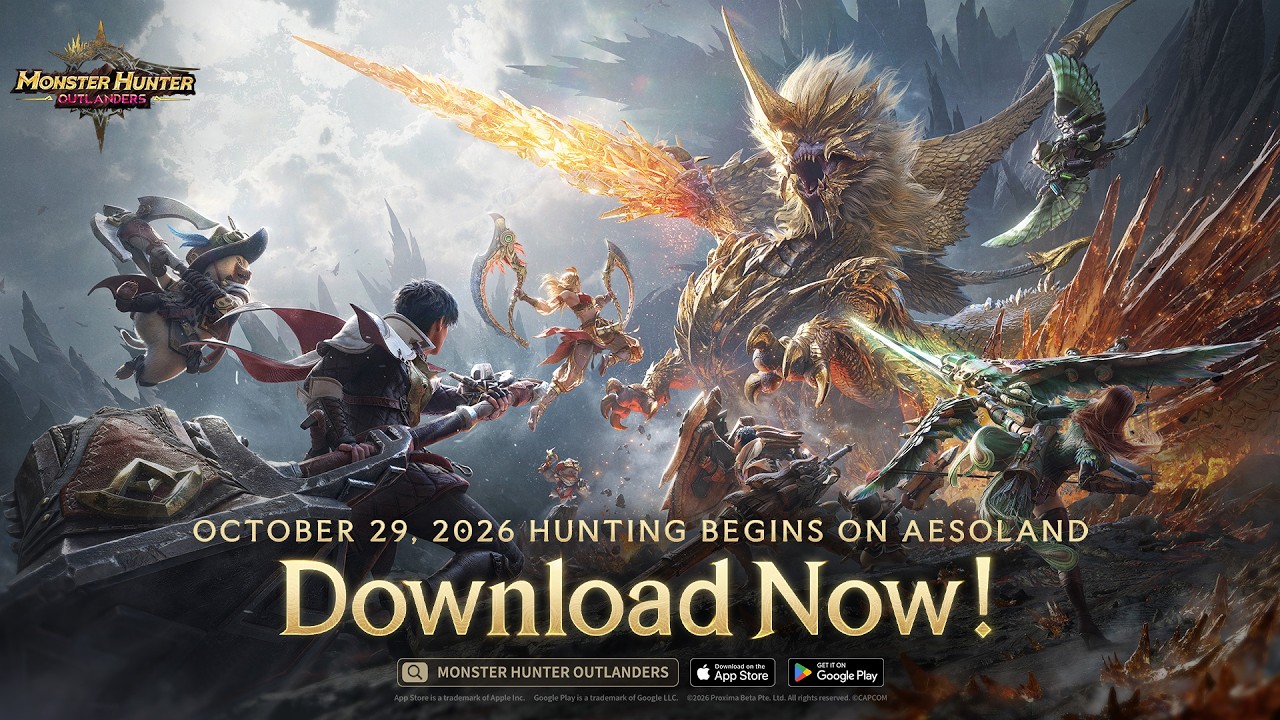 MONSTER HUNTER
OUTLANDERS
OCTOBER 29, 2026 HUNTING BEGINS ON AESOLAND
Download Now!
MONSTER HUNTER OUTLANDERS
Download on the
App Store
GET IT ON
Google Play
App Store is a trademark of Apple Inc. Google Play is a trademark of Google LLC. ©2026 Proxima Beta Pte. Ltd. All rights reserved. ©CAPCOM